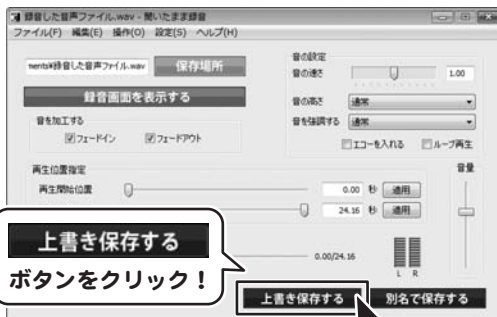 録音した音声ファイル.wav - 聞いたまま録音
ファイル(F) 編集(E) 操作(O) 設定(S) ヘルプ(H)
ments¥録音した音声ファイル.wav
保存場所
録音画面を表示する
音を加工する
フェードイン フェードアウト
音の設定
音の速さ 1.00
音の高さ 通常
音を強調する 通常
エコーを入れる ループ再生
再生位置指定
再生開始位置 0.00 秒 適用
24.16 秒 適用
音量
0.00/24.16
L R
上書き保存する
ボタンをクリック！
上書き保存する 別名で保存する